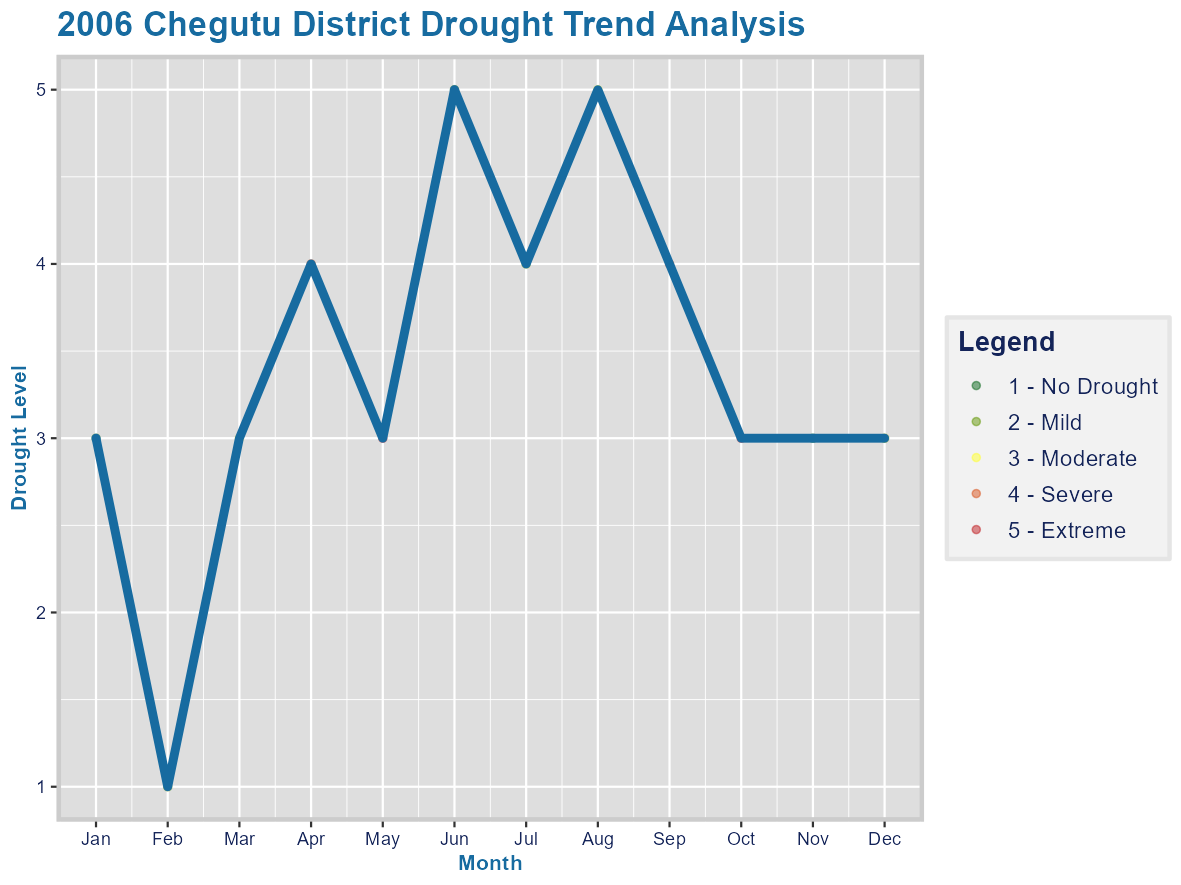 2006 Chegutu District Drought Trend Analysis
5
4
3
2
1
Drought Level
Jan Feb Mar Apr May Jun Jul Aug Sep Oct Nov Dec
Month
Legend
1 - No Drought
2 - Mild
3 - Moderate
4 - Severe
5 - Extreme